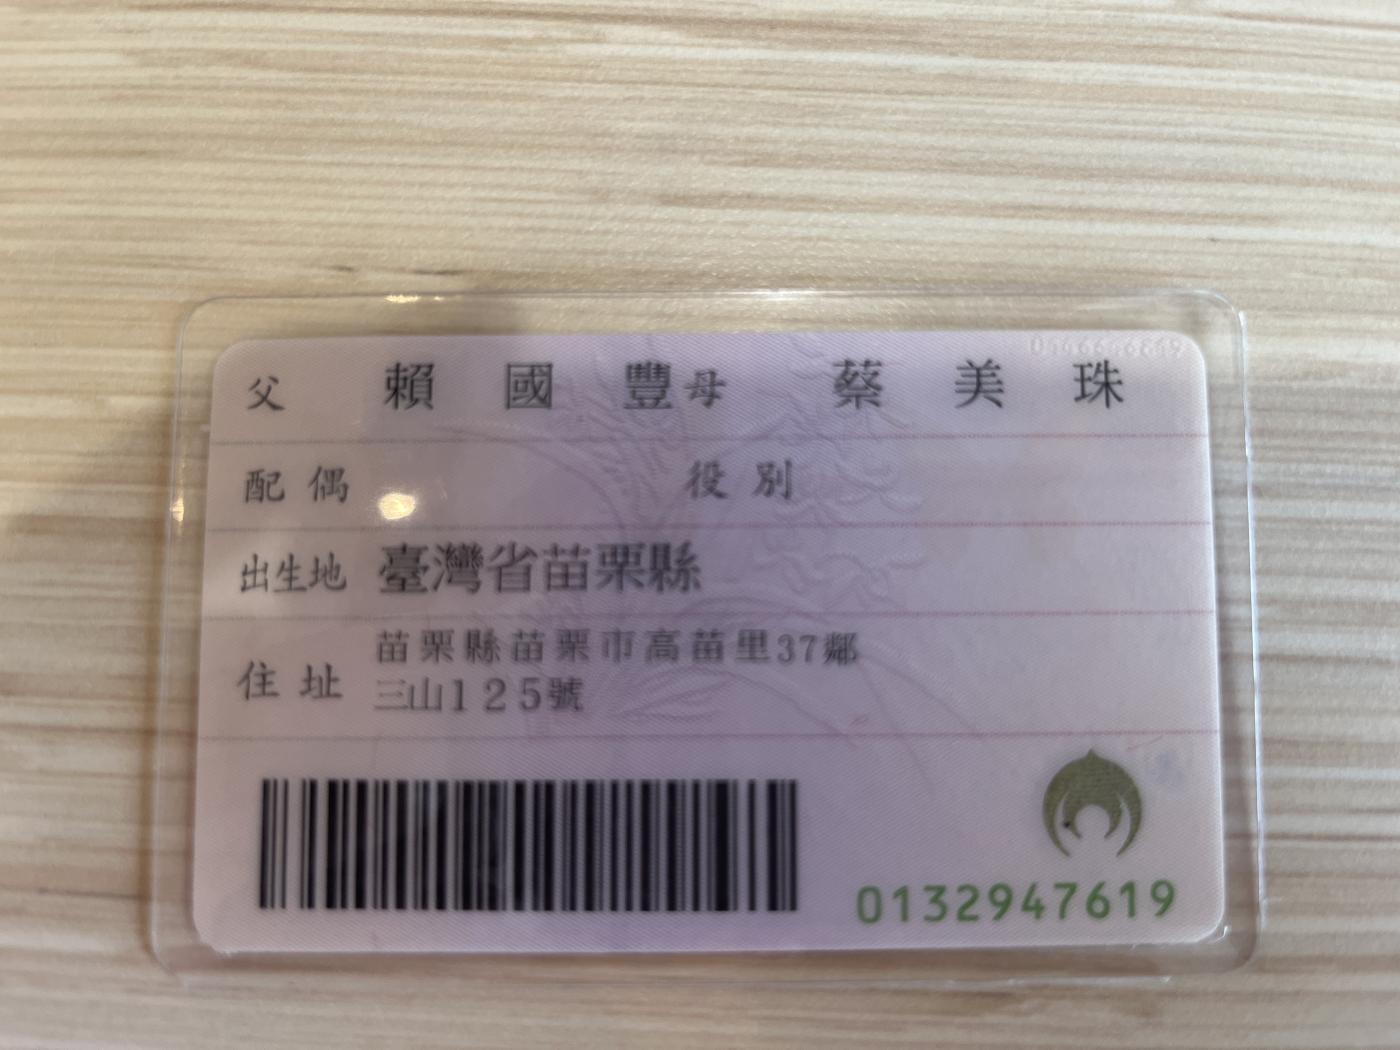 父 賴國豐 母 蔡美珠
配偶 役別
出生地 臺灣省苗栗縣
住址 苗栗縣苗栗市高苗里37鄰
三山125號
0132947619